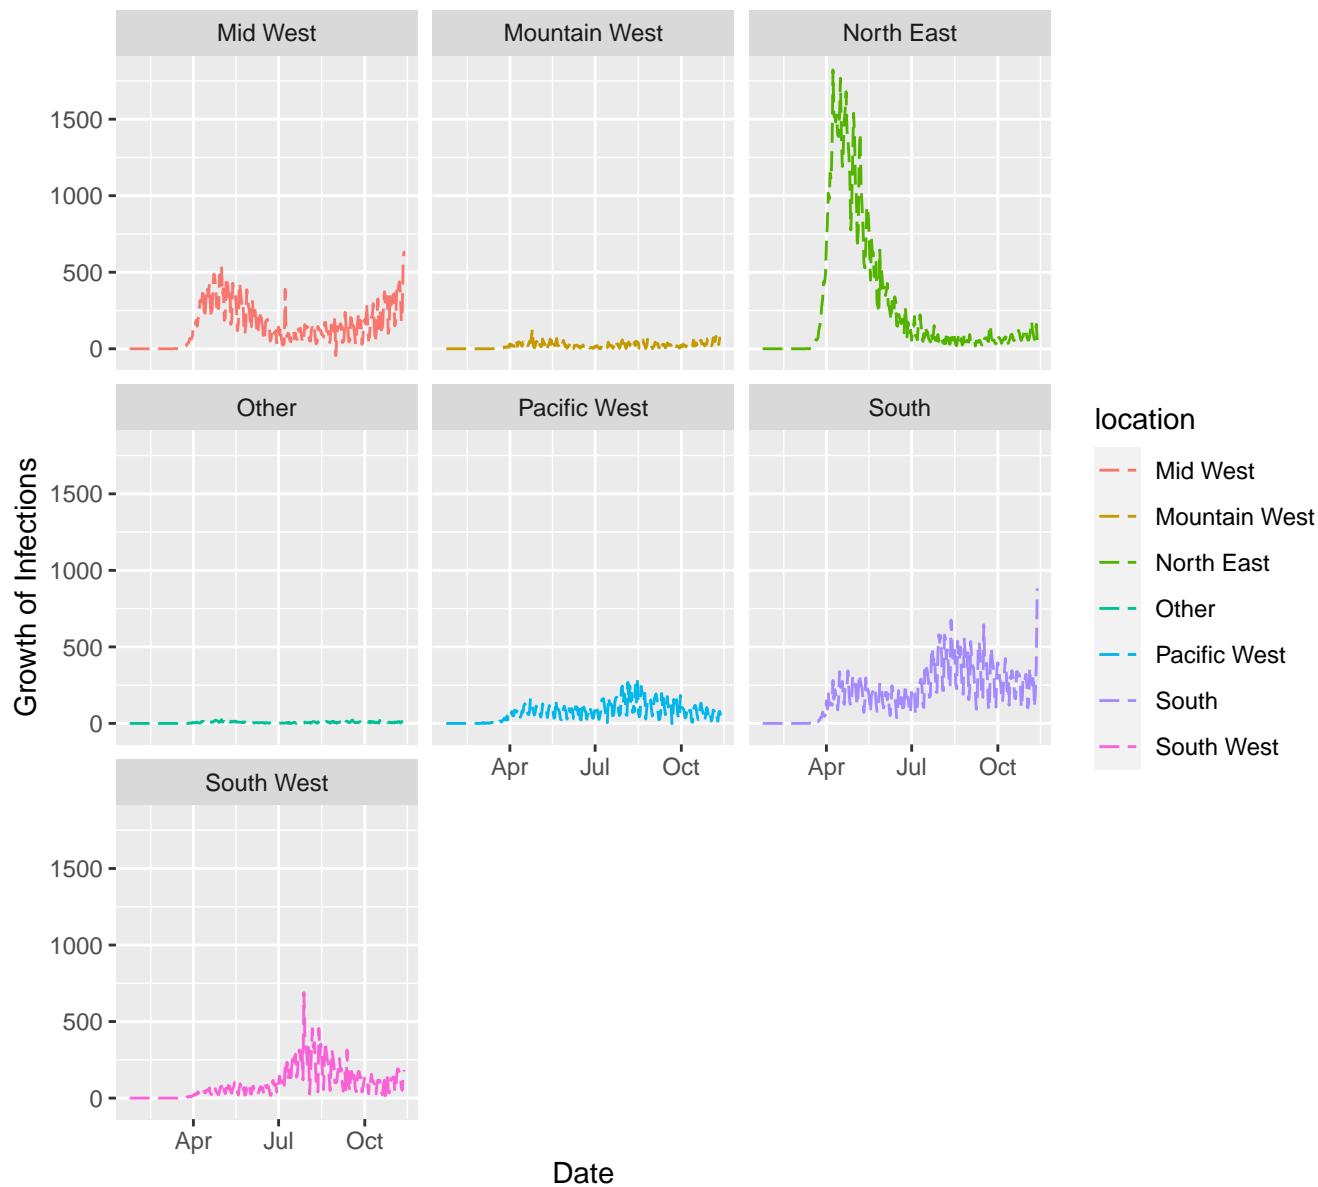 Mid West
Mountain West
North East
1500
1000
500
0
Other
Pacific West
South
1500
1000
500
0
Apr
Jul
Oct
Apr
Jul
Oct
South West
1500
1000
500
0
Apr
Jul
Oct
Growth of Infections
Date
location
Mid West
Mountain West
North East
Other
Pacific West
South
South West